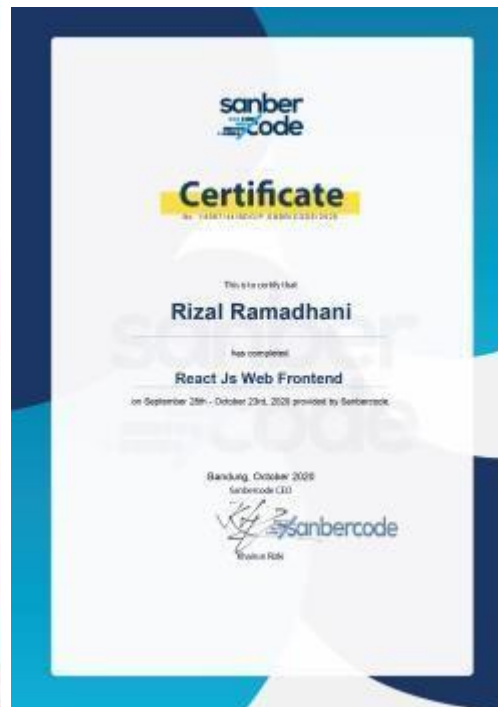 sanber
code
Certificate
This is to certify that
Rizal Ramadhani
has completed
React Js Web Frontend
on September 28th - October 23rd, 2020 provided by Sanbercode.
Bandung, October 2020
Sanbercode CEO
Sanbercode